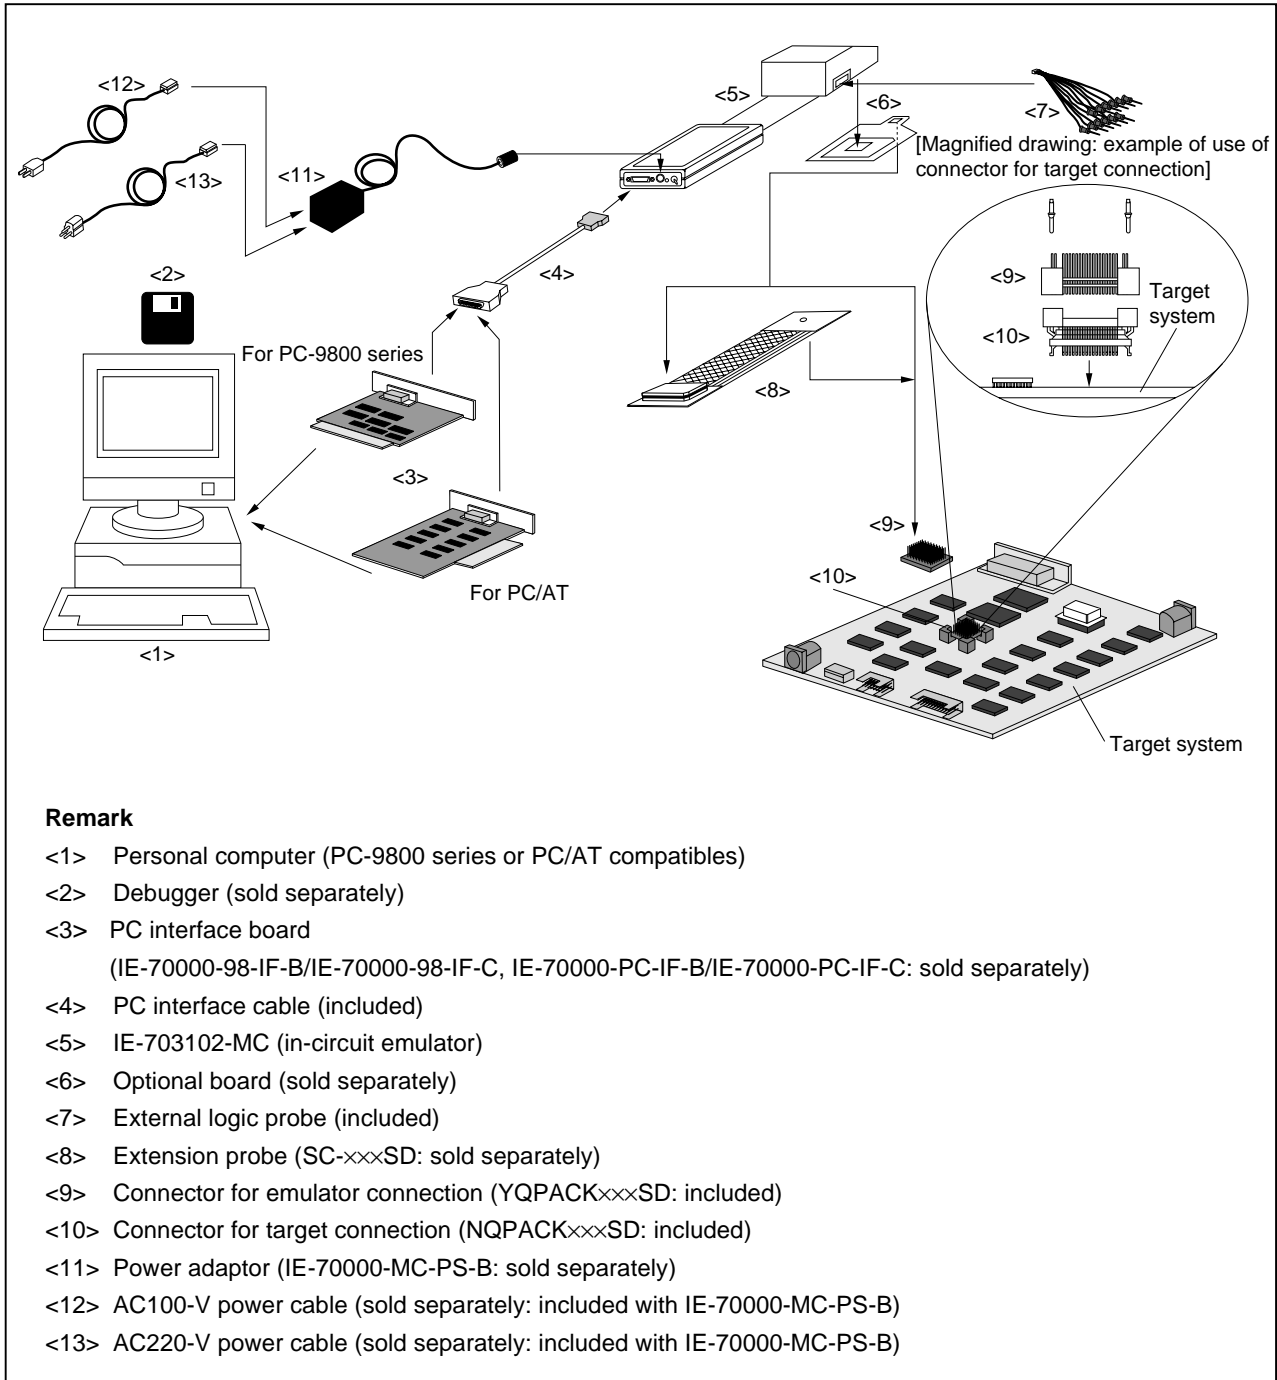 <12>
<5>
<6>
<7>
[Magnified drawing: example of use of
connector for target connection]
<13>
<11>
<4>
<2>
<9>
Target
system
<10>
For PC-9800 series
<8>
<3>
<9>
<10>
For PC/AT
<1>
Target system
Remark
<1> Personal computer (PC-9800 series or PC/AT compatibles)
<2> Debugger (sold separately)
<3> PC interface board
(IE-70000-98-IF-B/IE-70000-98-IF-C, IE-70000-PC-IF-B/IE-70000-PC-IF-C: sold separately)
<4> PC interface cable (included)
<5> IE-703102-MC (in-circuit emulator)
<6> Optional board (sold separately)
<7> External logic probe (included)
<8> Extension probe (SC-×××SD: sold separately)
<9> Connector for emulator connection (YQPACK×××SD: included)
<10> Connector for target connection (NQPACK×××SD: included)
<11> Power adaptor (IE-70000-MC-PS-B: sold separately)
<12> AC100-V power cable (sold separately: included with IE-70000-MC-PS-B)
<13> AC220-V power cable (sold separately: included with IE-70000-MC-PS-B)